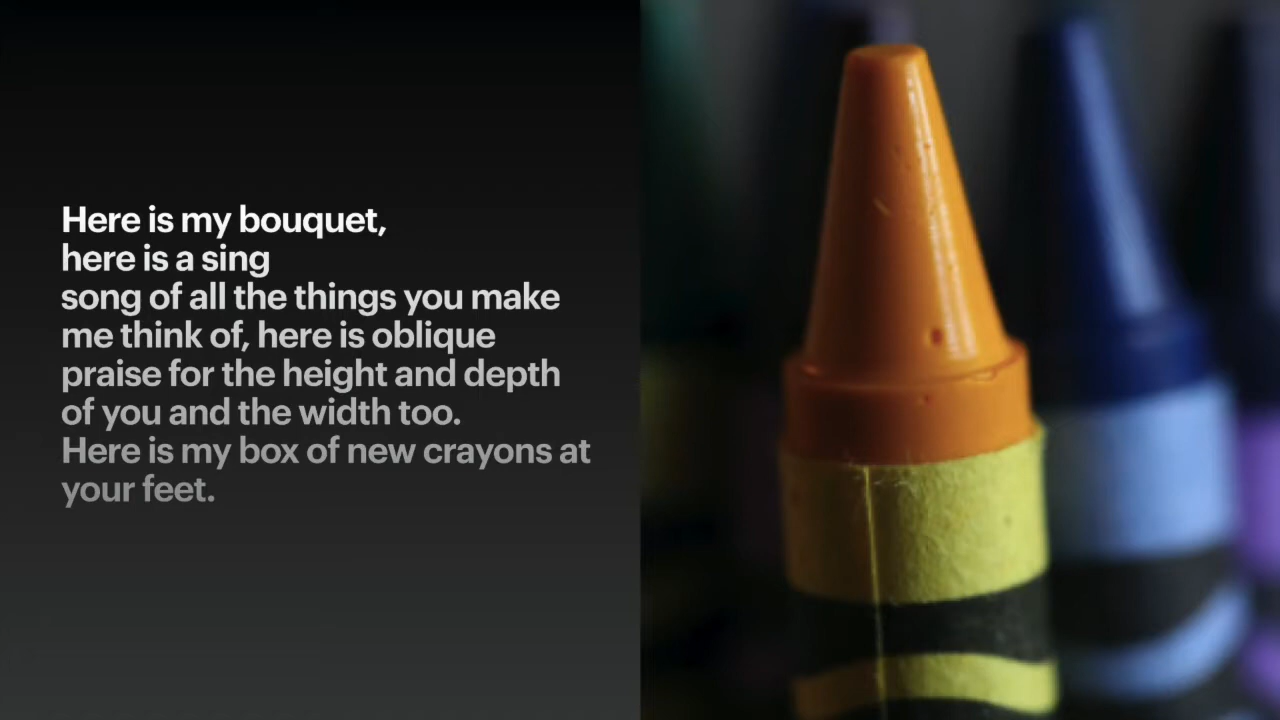 Here is my bouquet,
here is a sing
song of all the things you make
me think of, here is oblique
praise for the height and depth
of you and the width too.
Here is my box of new crayons at
your feet.